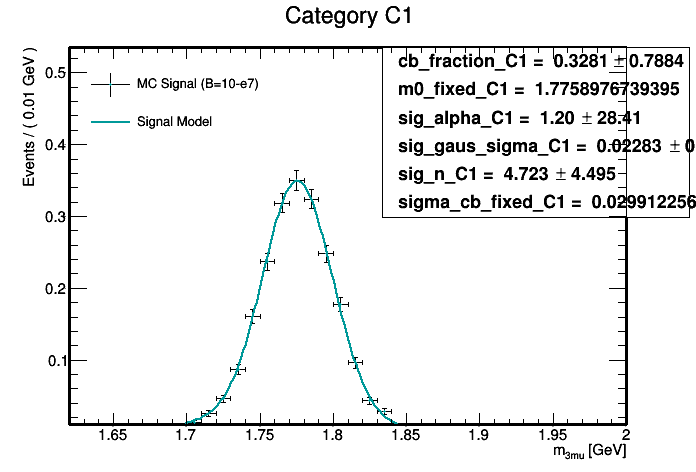 Category C1
Events / ( 0.01 GeV )
0.5
0.4
0.3
0.2
0.1
MC Signal (B=10-e7)
Signal Model
cb_fraction_C1 = 0.3281 ± 0.7884
m0_fixed_C1 = 1.7758976739395
sig_alpha_C1 = 1.20 ± 28.41
sig_gaus_sigma_C1 = 0.02283 ± 0
sig_n_C1 = 4.723 ± 4.495
sigma_cb_fixed_C1 = 0.029912256
1.65 1.7 1.75 1.8 1.85 1.9 1.95 2
m3mu [GeV]